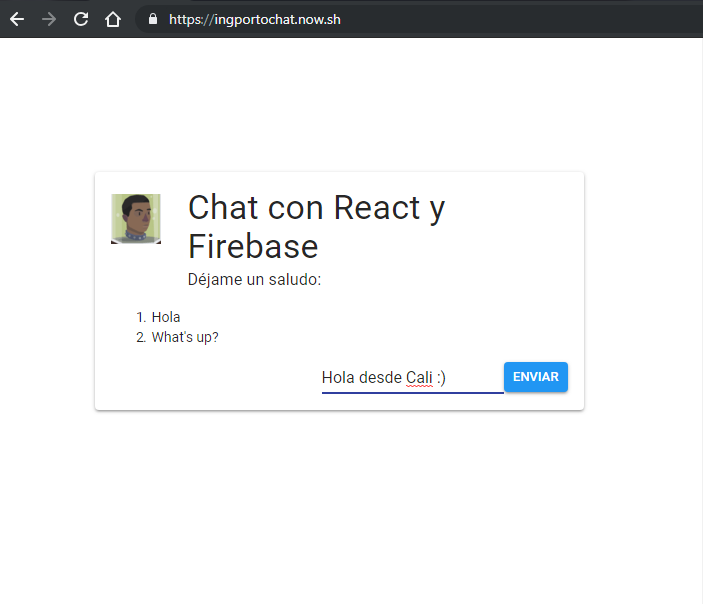 https://ingportochat.now.sh
Chat con React y
Firebase
Déjame un saludo:
1. Hola
2. What's up?
Hola desde Cali :)
ENVIAR